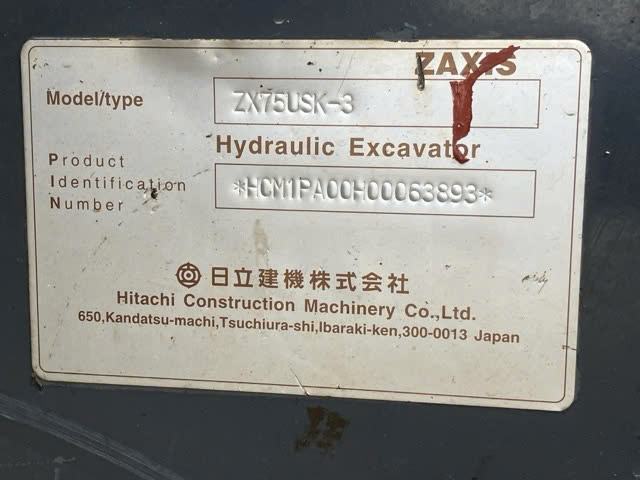 ZAXIS
Model/type ZX75USK-3
Hydraulic Excavator
Product
Identification *HCM1PA00H00063893*
Number
日立建機株式会社
Hitachi Construction Machinery Co.,Ltd.
650,Kandatsu-machi,Tsuchiura-shi,Ibaraki-ken,300-0013 Japan